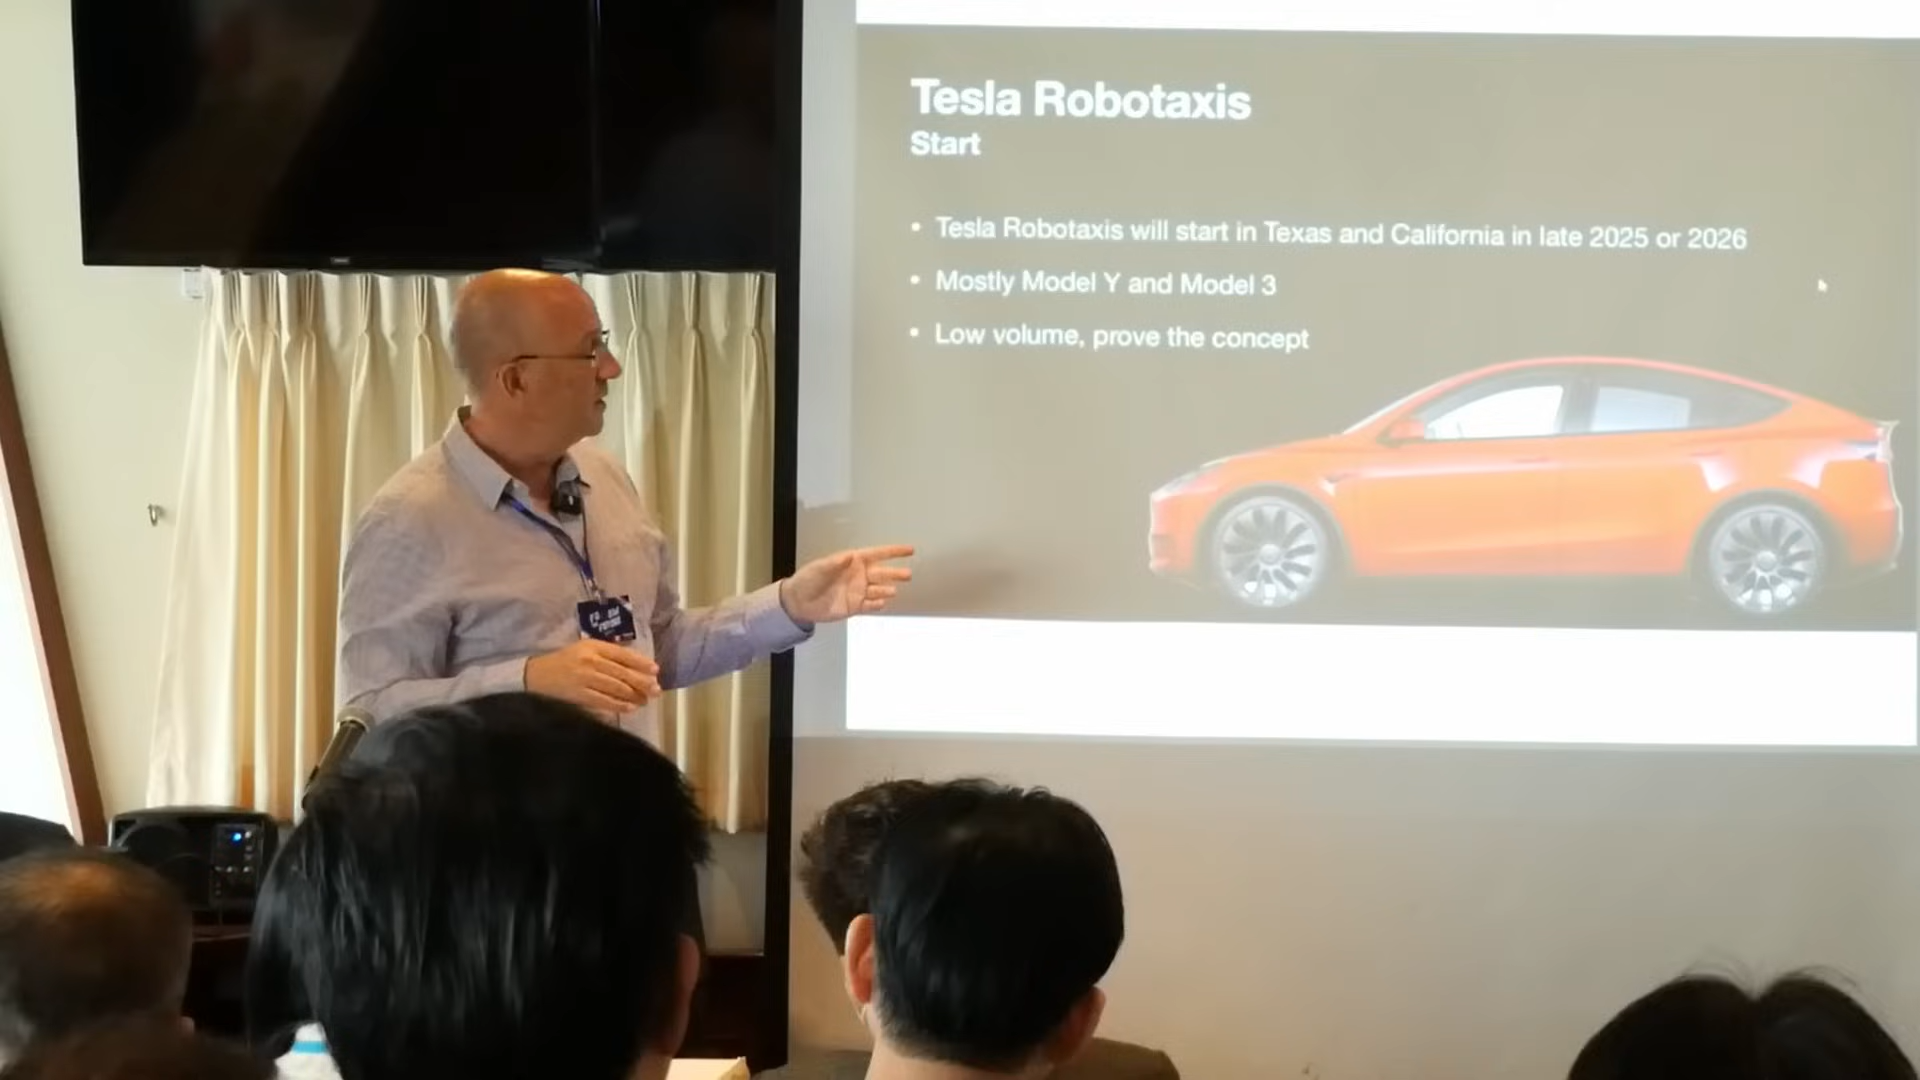 Tesla Robotaxis
Start
• Tesla Robotaxis will start in Texas and California in late 2025 or 2026
• Mostly Model Y and Model 3
• Low volume, prove the concept